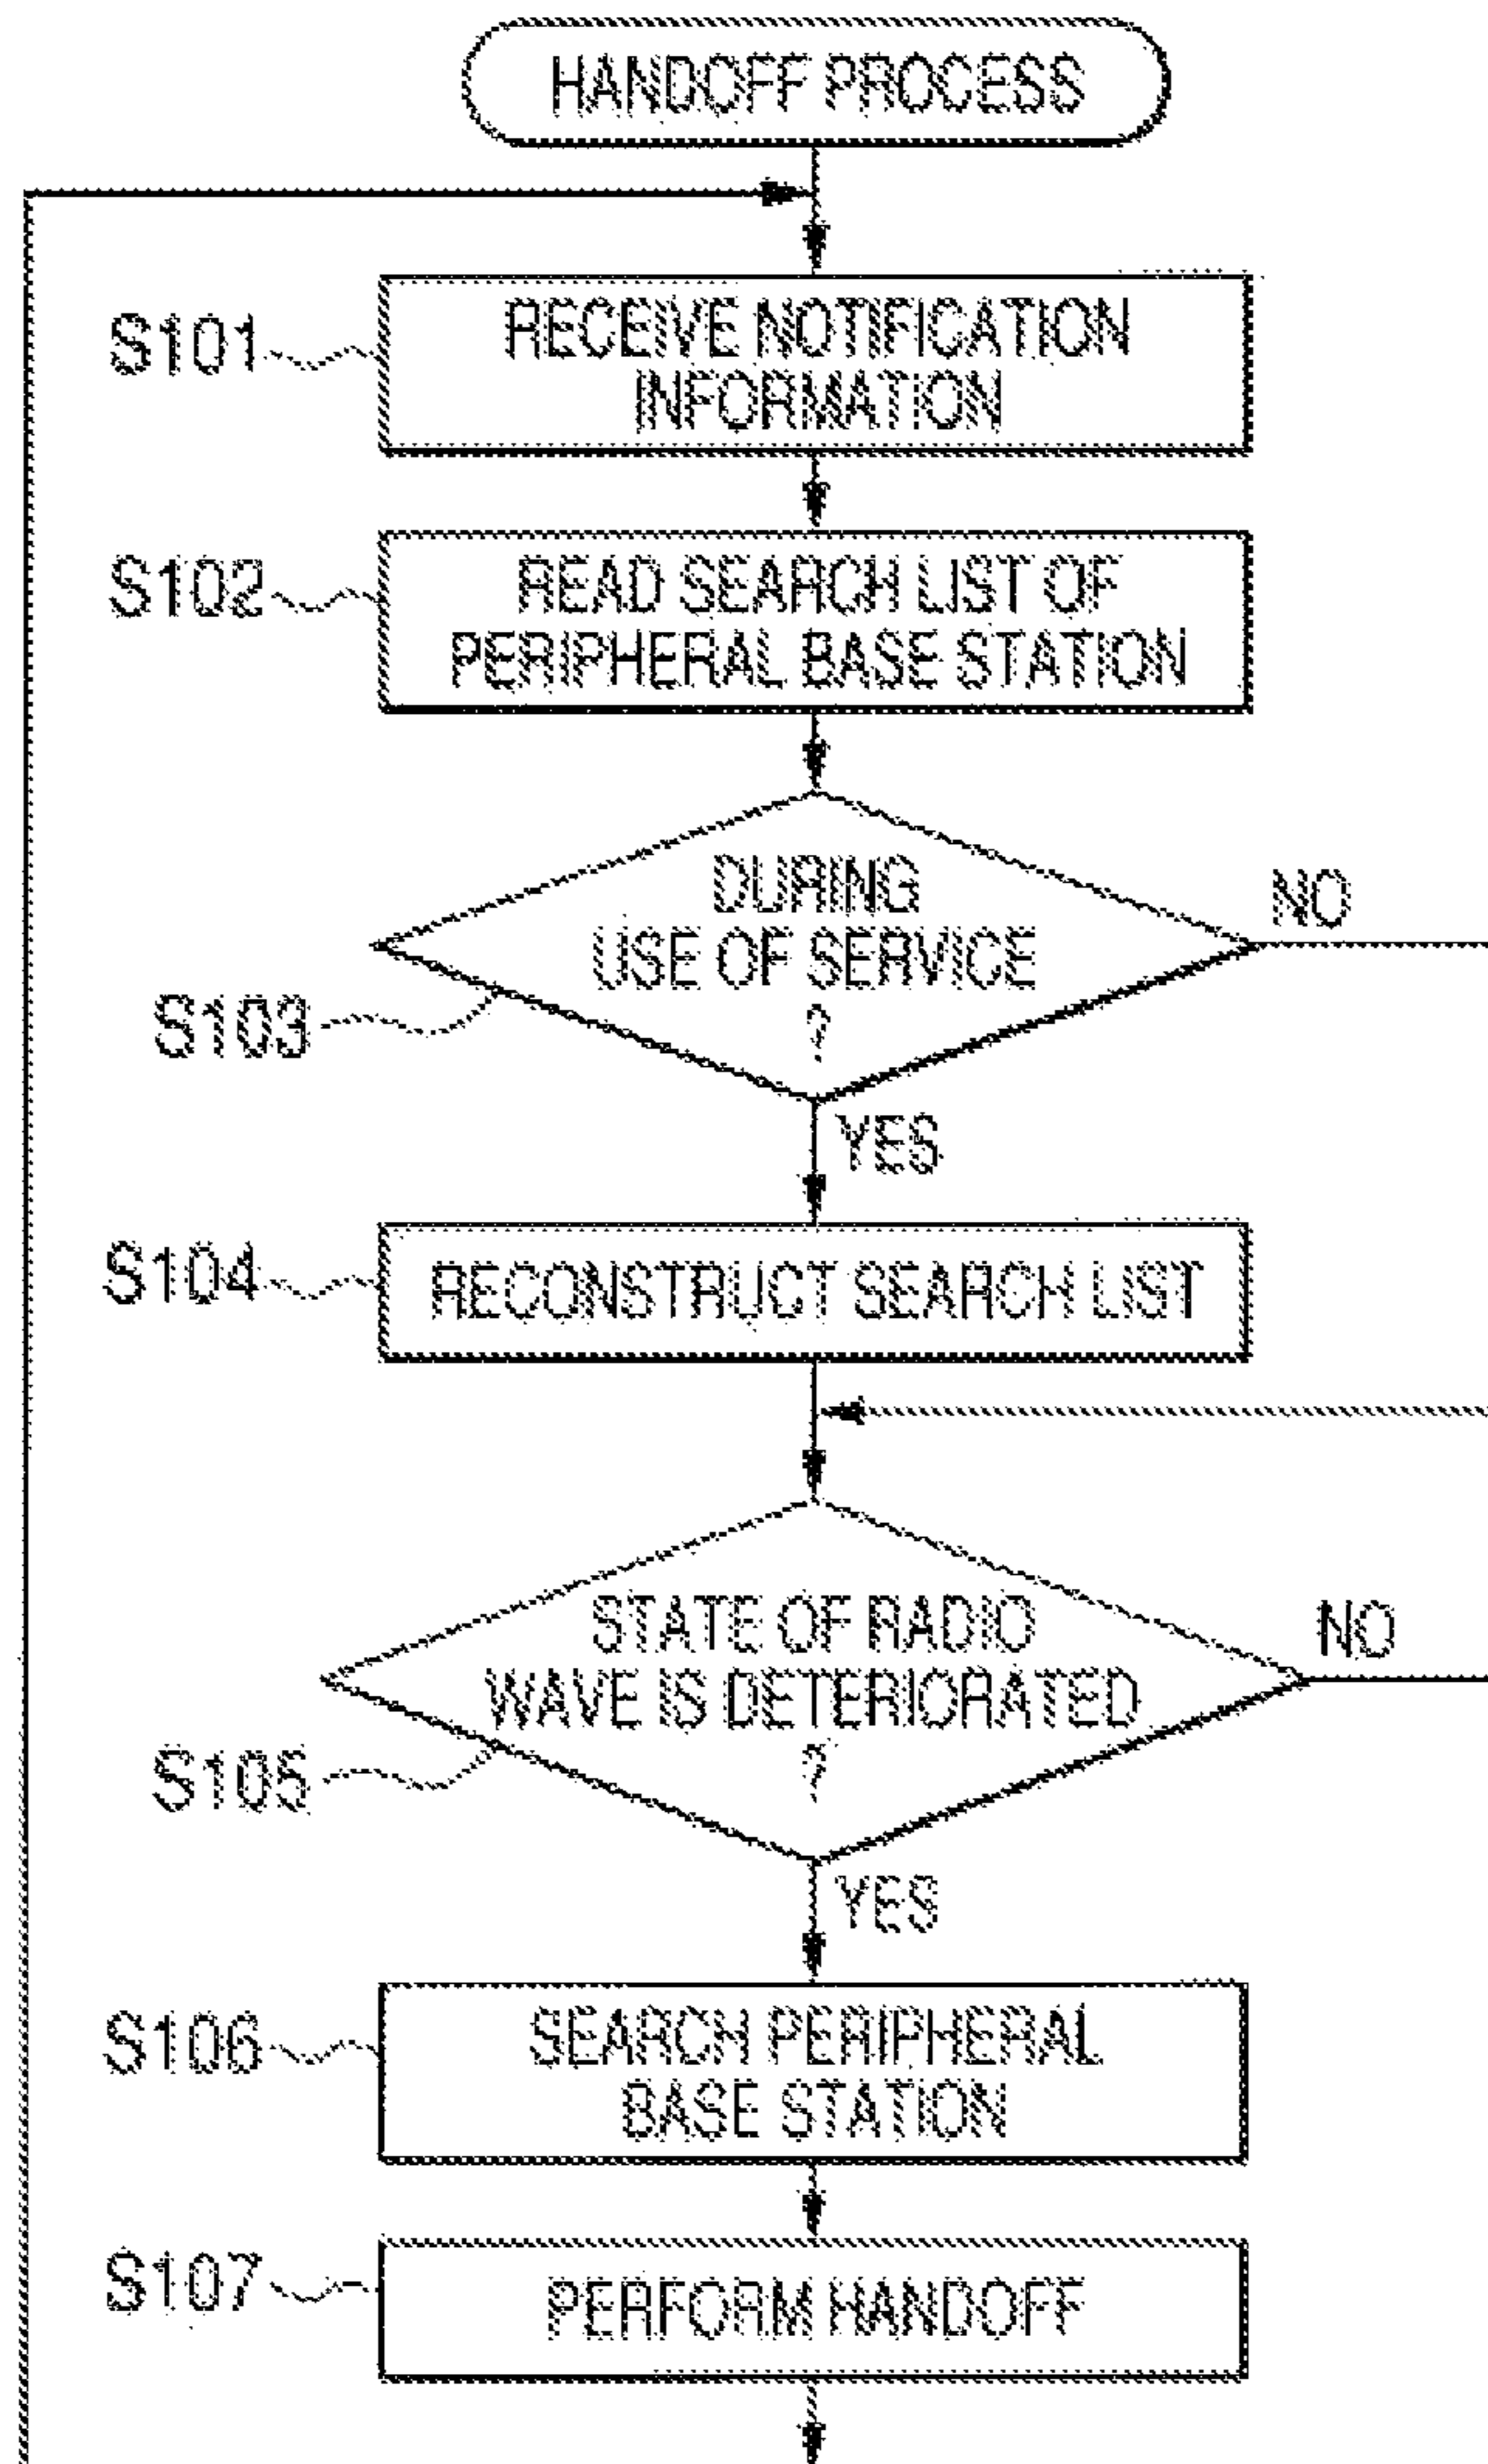 HANDOFF PROCESS
S101
RECEIVE NOTIFICATION
INFORMATION
S102
READ SEARCH LIST OF
PERIPHERAL BASE STATION
DURING
USE OF SERVICE
?
NO
S103
YES
S104
RECONSTRUCT SEARCH LIST
STATE OF RADIO
WAVE IS DETERIORATED
?
NO
S105
YES
S106
SEARCH PERIPHERAL
BASE STATION
S107
PERFORM HANDOFF